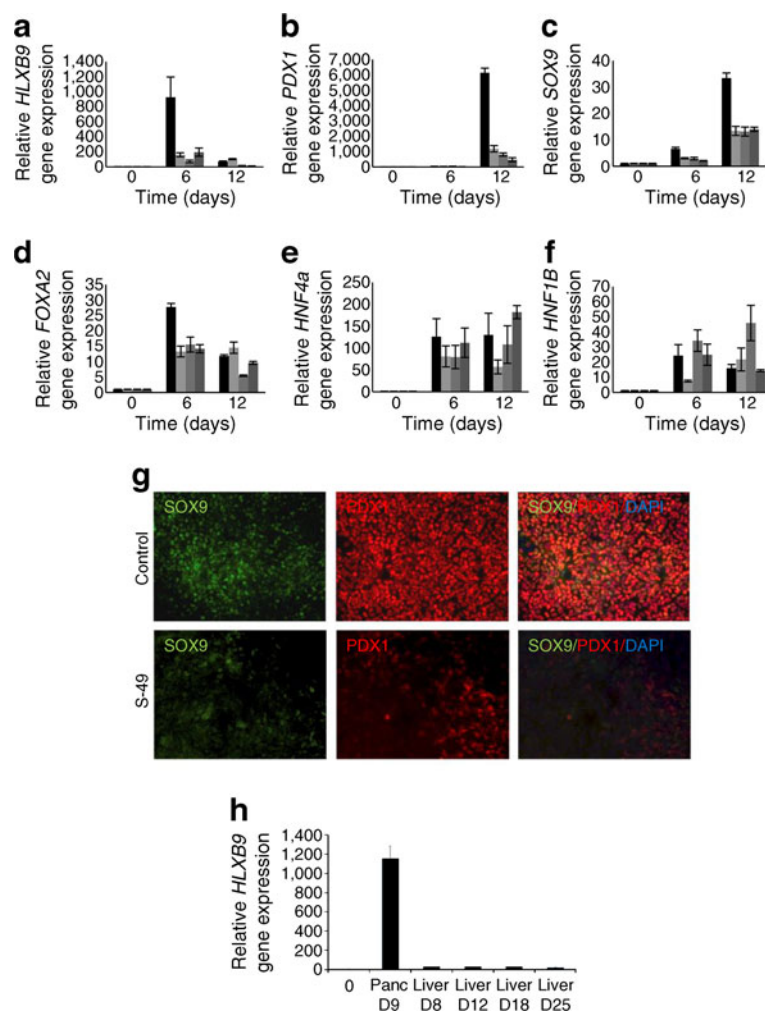 a
b
c
Relative HLXB9
gene expression
1,400
1,200
1,000
800
600
400
200
0
0
6
12
Time (days)
Relative PDX1
gene expression
7,000
6,000
5,000
4,000
3,000
2,000
1,000
0
0
6
12
Time (days)
Relative SOX9
gene expression
40
30
20
10
0
0
6
12
Time (days)
d
e
f
Relative FOXA2
gene expression
35
30
25
20
15
10
5
0
0
6
12
Time (days)
Relative HNF4a
gene expression
250
200
150
100
50
0
0
6
12
Time (days)
Relative HNF1B
gene expression
70
60
50
40
30
20
10
0
0
6
12
Time (days)
g
Control
SOX9
PDX1
SOX9/PDX1/DAPI
S-49
SOX9
PDX1
SOX9/PDX1/DAPI
h
Relative HLXB9
gene expression
1,400
1,200
1,000
800
600
400
200
0
0
Panc
D9
Liver
D8
Liver
D12
Liver
D18
Liver
D25